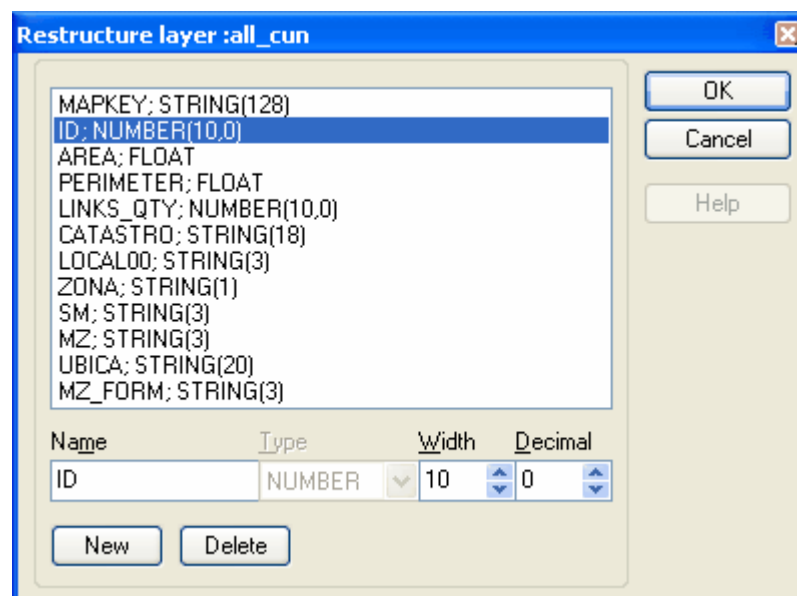 Restructure layer :all_cun
MAPKEY; STRING(128)
ID; NUMBER(10,0)
AREA; FLOAT
PERIMETER; FLOAT
LINKS_QTY; NUMBER(10,0)
CATASTRO; STRING(18)
LOCAL00; STRING(3)
ZONA; STRING(1)
SM; STRING(3)
MZ; STRING(3)
UBICA; STRING(20)
MZ_FORM; STRING(3)
OK
Cancel
Help
Name Type Width Decimal
ID NUMBER 10 0
New Delete